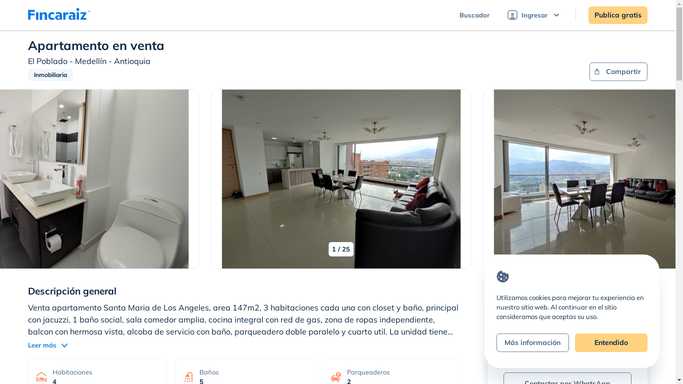 Fincaraiz
Buscador
Ingresar
Publica gratis
Apartamento en venta
El Poblado - Medellín - Antioquia
Inmobiliaria
Compartir
1 / 25
Descripción general
Venta apartamento Santa Maria de Los Angeles, area 147m2, 3 habitaciones cada una con closet y baño, principal
con jacuzzi, 1 baño social, sala comedor amplia, cocina integral con red de gas, zona de ropas independiente,
balcon con hermosa vista, alcoba de servicio con baño, parqueadero doble paralelo y cuarto util. La unidad tiene...
Leer más
Habitaciones
4
Baños
5
Parqueaderos
2
Utilizamos cookies para mejorar tu experiencia en
nuestro sitio web. Al continuar en el sitio
consideramos que aceptas su uso.
Más información
Entendido
Contactar por WhatsApp